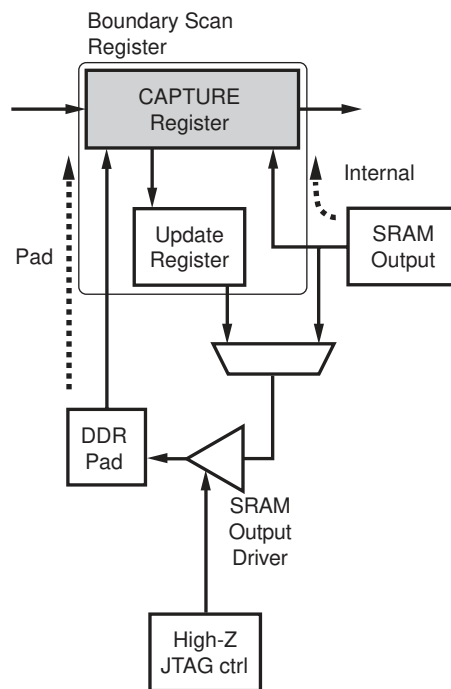 Boundary Scan
Register
CAPTURE
Register
Internal
SRAM
Output
Update
Register
Pad
DDR
Pad
SRAM
Output
Driver
High-Z
JTAG ctrl